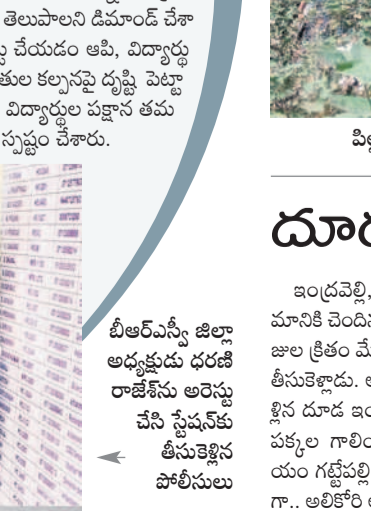 తెలుపాలని డిమాండ్ చేశా
చేయడం ఆపి, విద్యార్థు
తుల కల్పనపై దృష్టి పెట్టా
విద్యార్థుల పక్షాన తమ
స్పష్టం చేశారు.
బీఆర్ఎస్వీ జిల్లా
అధ్యక్షుడు ధరణి
రాజేశ్‌ను అరెస్టు
చేసి స్టేషన్‌కు
తీసుకెళ్లిన
పోలీసులు
పిల్ల
దూడ
ఇంద్రవెల్లి,
మానికి చెందిన
జుల క్రితం మే
తీసుకెళ్లాడు. అ
ళ్లిన దూడ ఇం
పక్కల గాలిం
యం గట్టేపల్లి
గా.. అలికోరి